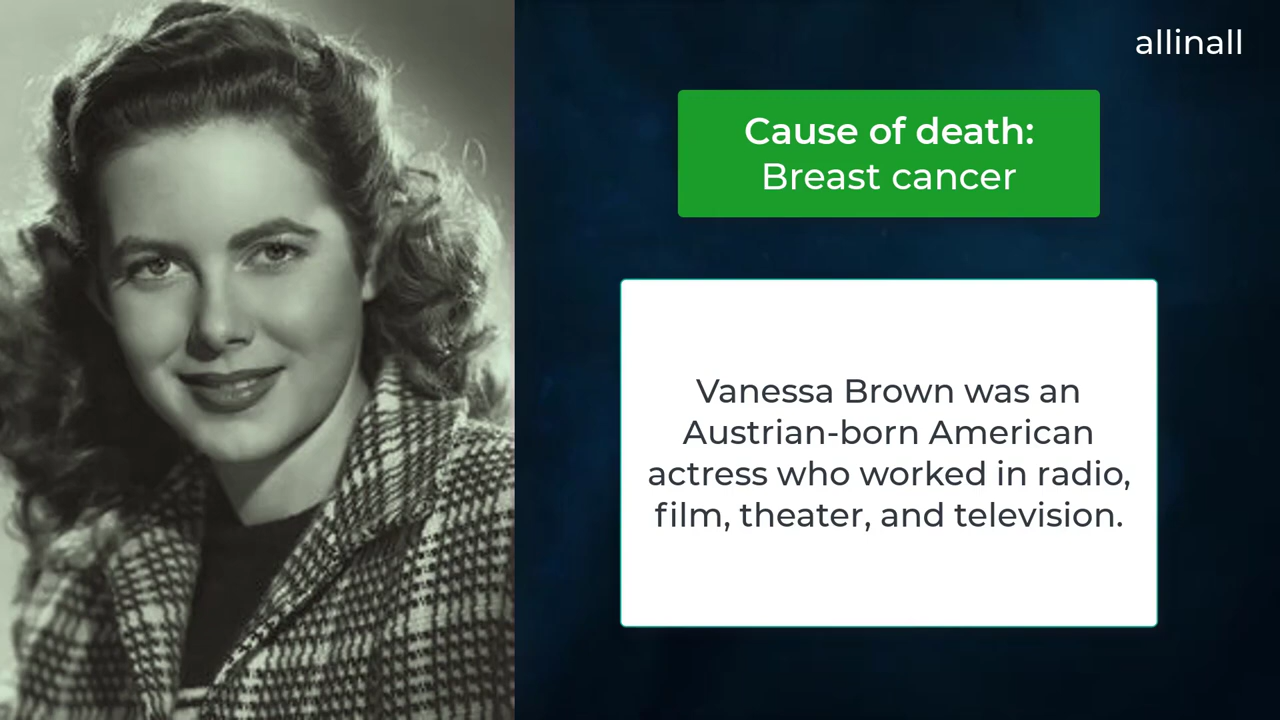 allinall
Cause of death:
Breast cancer
Vanessa Brown was an
Austrian-born American
actress who worked in radio,
film, theater, and television.